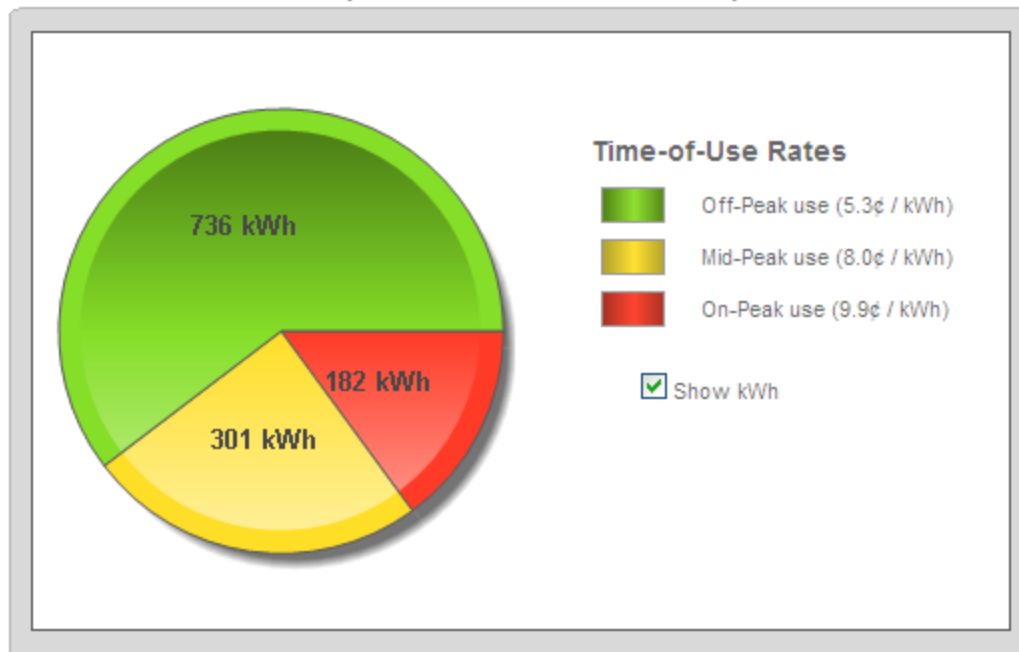 736 kWh
182 kWh
301 kWh
Time-of-Use Rates
Off-Peak use (5.3¢ / kWh)
Mid-Peak use (8.0¢ / kWh)
On-Peak use (9.9¢ / kWh)
Show kWh